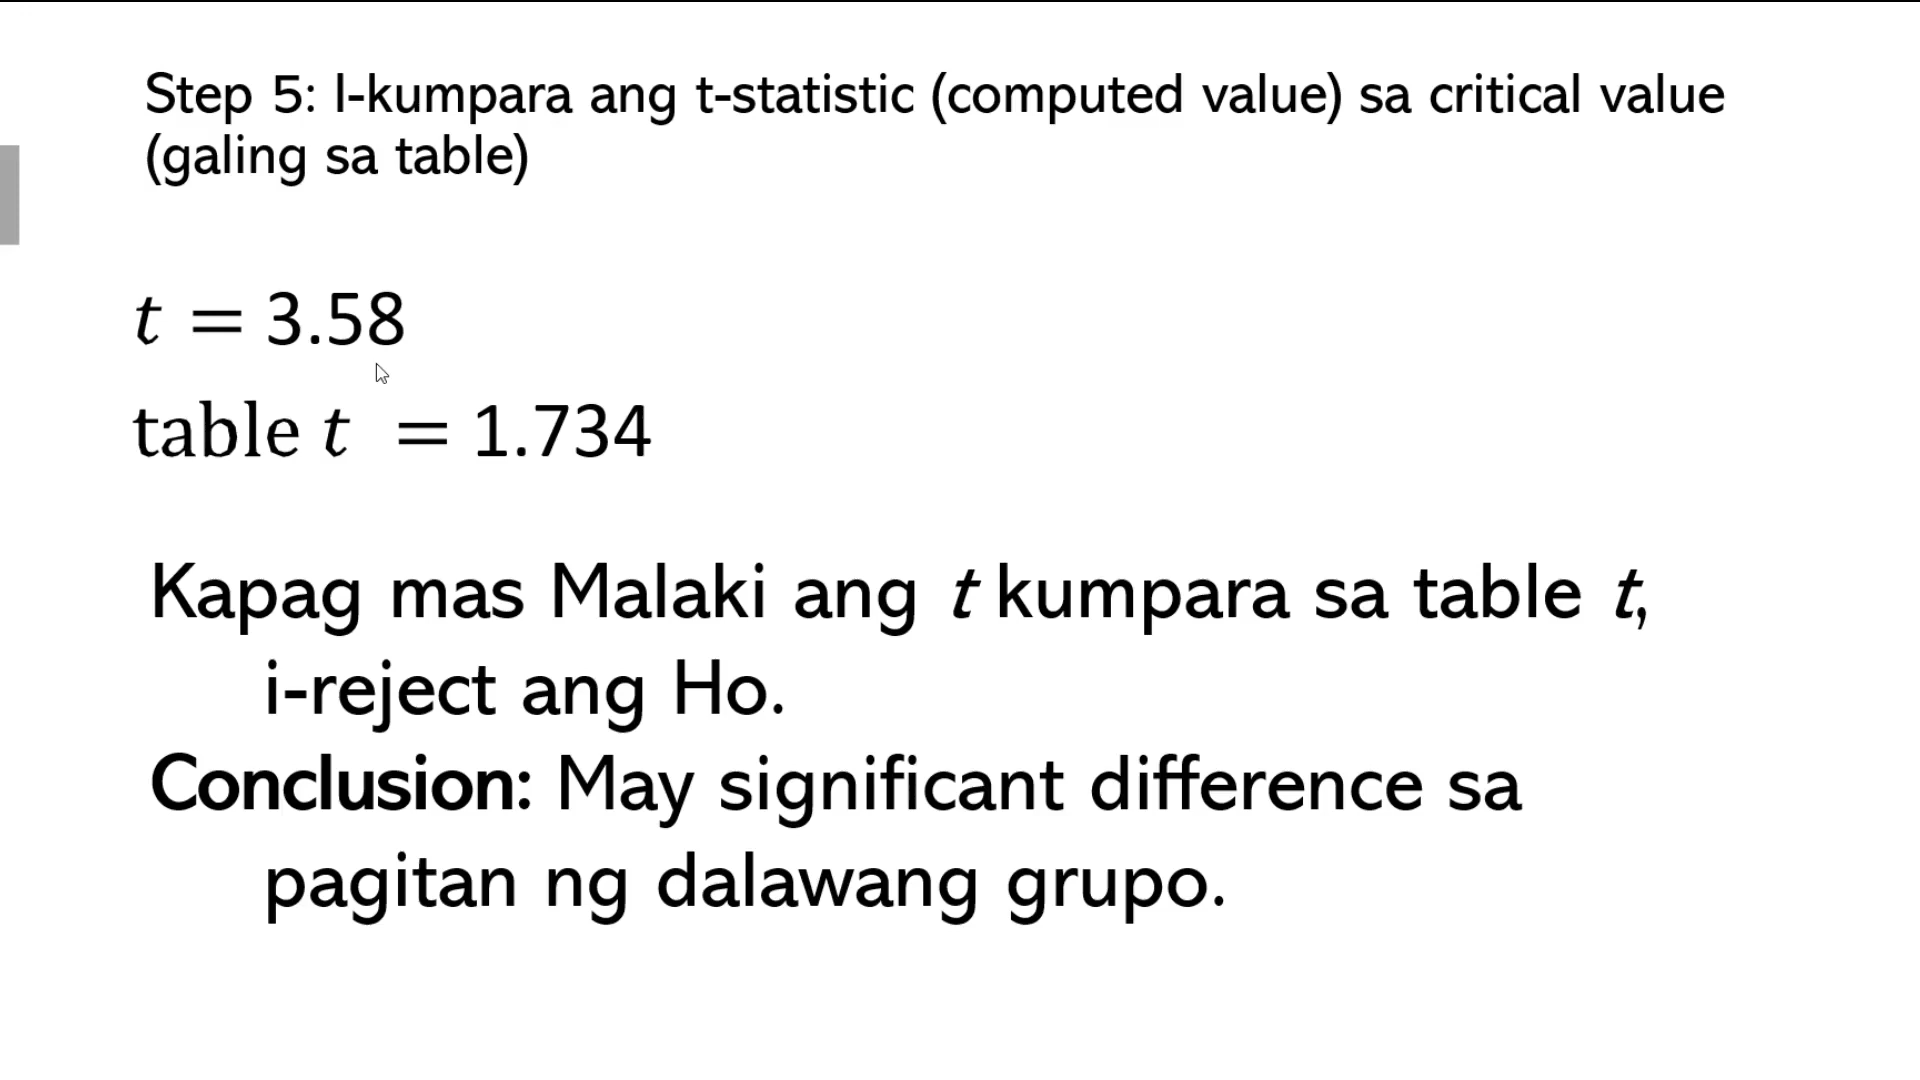 Step 5: I-kumpara ang t-statistic (computed value) sa critical value
(galing sa table)
t = 3.58
table t = 1.734
Kapag mas Malaki ang t kumpara sa table t,
i-reject ang Ho.
Conclusion: May significant difference sa
pagitan ng dalawang grupo.